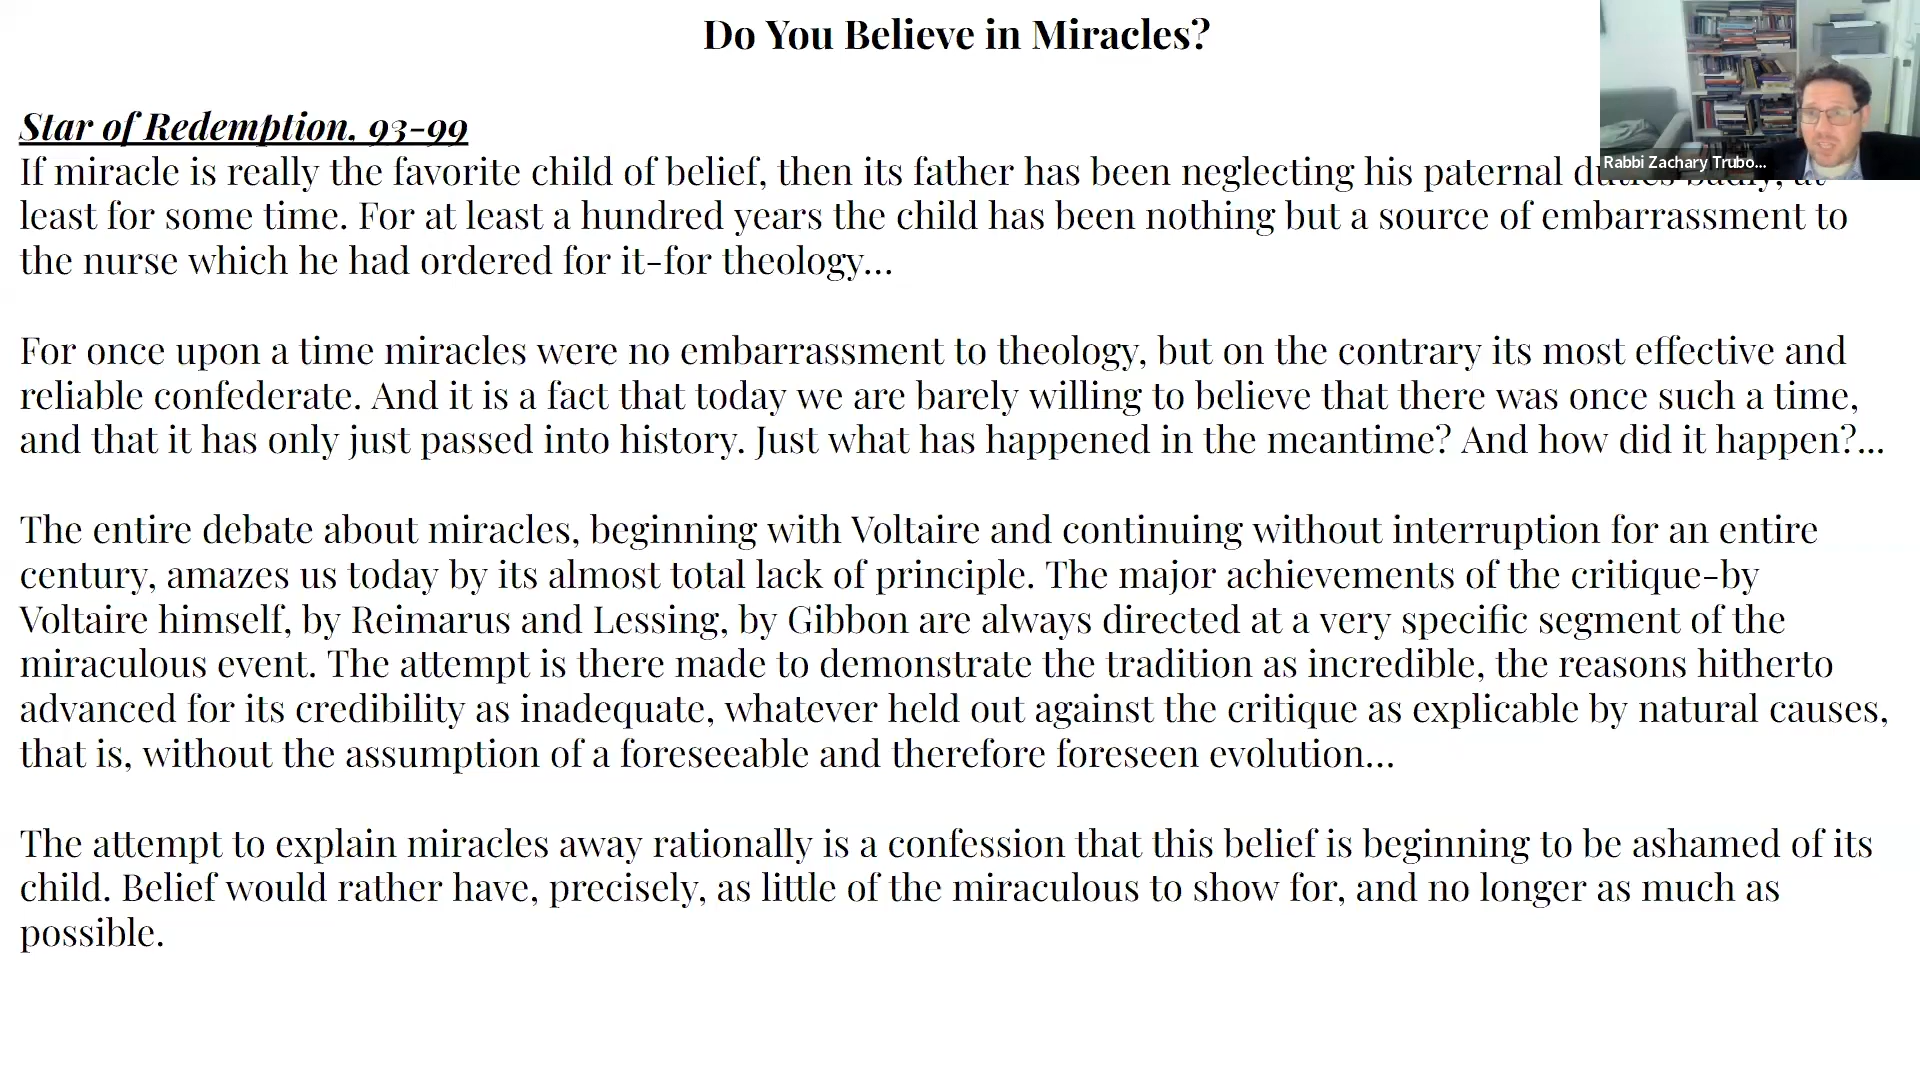 Do You Believe in Miracles?
Star of Redemption, 93-99
If miracle is really the favorite child of belief, then its father has been neglecting his paternal duties badly, at
Rabbi Zachary Trubo...
least for some time. For at least a hundred years the child has been nothing but a source of embarrassment to
the nurse which he had ordered for it-for theology...
For once upon a time miracles were no embarrassment to theology, but on the contrary its most effective and
reliable confederate. And it is a fact that today we are barely willing to believe that there was once such a time,
and that it has only just passed into history. Just what has happened in the meantime? And how did it happen?...
The entire debate about miracles, beginning with Voltaire and continuing without interruption for an entire
century, amazes us today by its almost total lack of principle. The major achievements of the critique-by
Voltaire himself, by Reimarus and Lessing, by Gibbon are always directed at a very specific segment of the
miraculous event. The attempt is there made to demonstrate the tradition as incredible, the reasons hitherto
advanced for its credibility as inadequate, whatever held out against the critique as explicable by natural causes,
that is, without the assumption of a foreseeable and therefore foreseen evolution...
The attempt to explain miracles away rationally is a confession that this belief is beginning to be ashamed of its
child. Belief would rather have, precisely, as little of the miraculous to show for, and no longer as much as
possible.